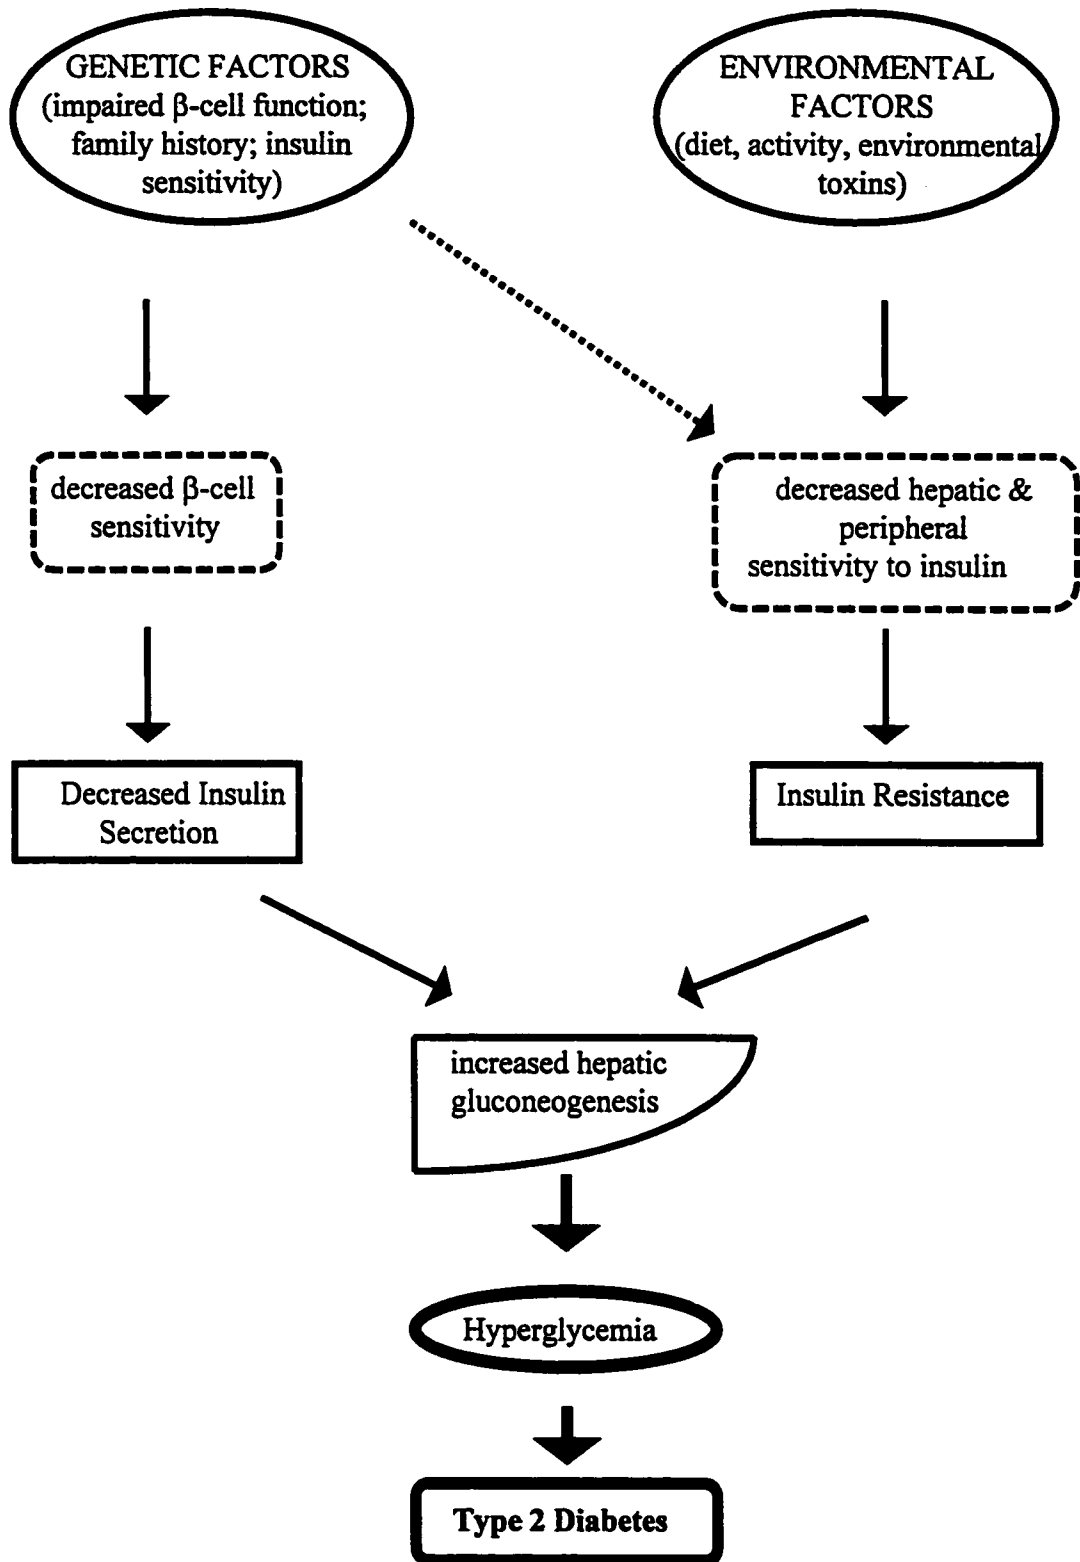 GENETIC FACTORS
(impaired β-cell function;
family history; insulin
sensitivity)
ENVIRONMENTAL
FACTORS
(diet, activity, environmental
toxins)
decreased β-cell
sensitivity
decreased hepatic &
peripheral
sensitivity to insulin
Decreased Insulin
Secretion
Insulin Resistance
increased hepatic
gluconeogenesis
Hyperglycemia
Type 2 Diabetes